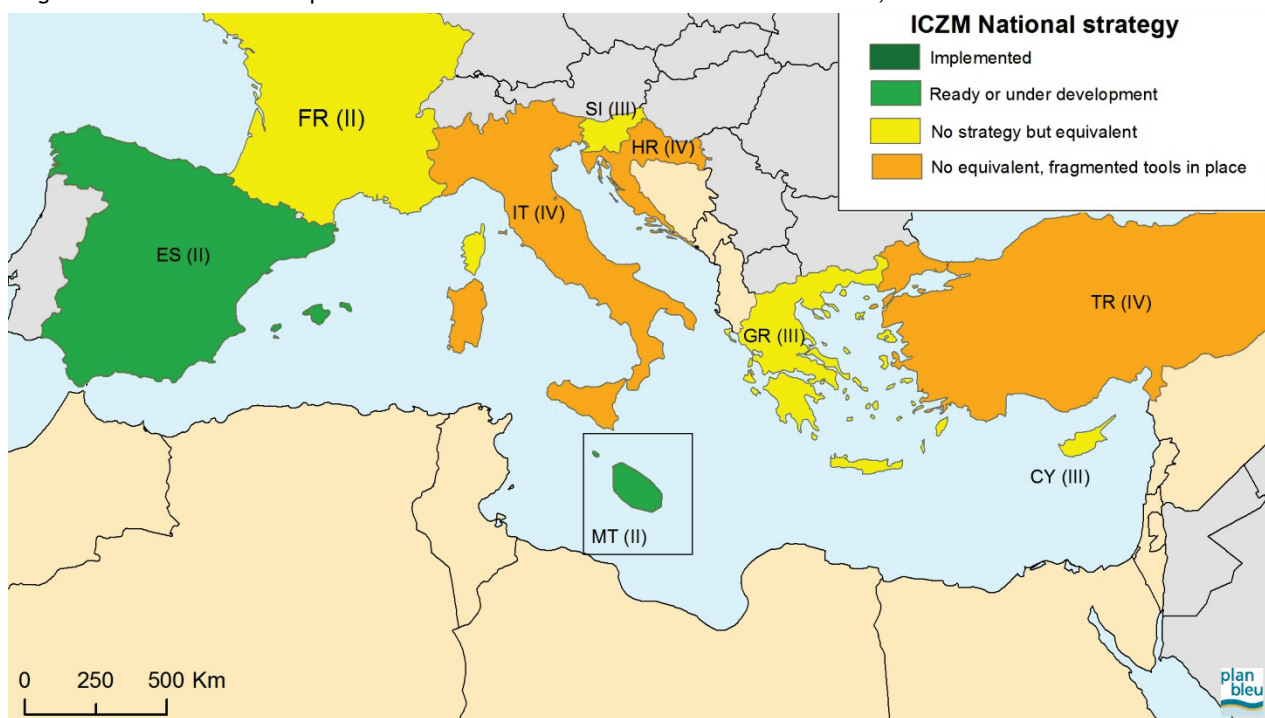 ICZM National strategy
Implemented
Ready or under development
No strategy but equivalent
No equivalent, fragmented tools in place
SI (III)
FR (II)
HR (IV)
IT (IV)
ES (II)
TR (IV)
GR (III)
CY (III)
MT (II)
0 250 500 Km
plan
bleu